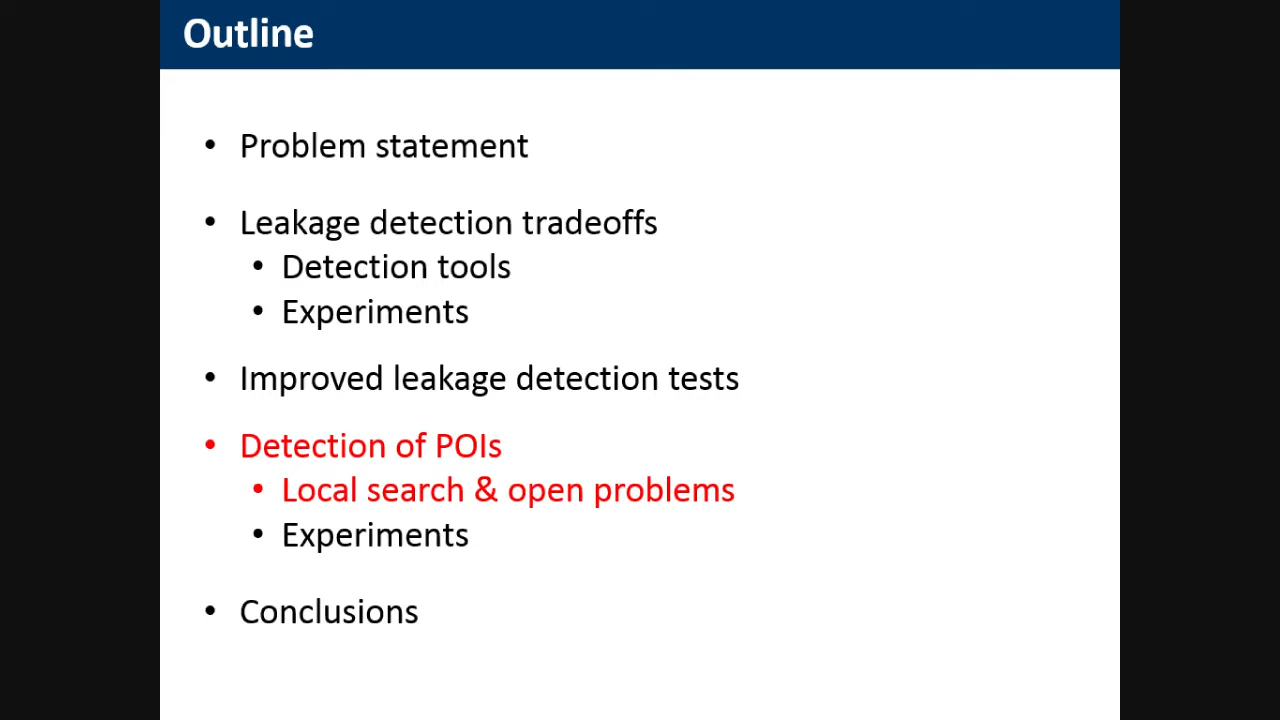 Outline
• Problem statement
• Leakage detection tradeoffs
• Detection tools
• Experiments
• Improved leakage detection tests
• Detection of POIs
• Local search & open problems
• Experiments
• Conclusions